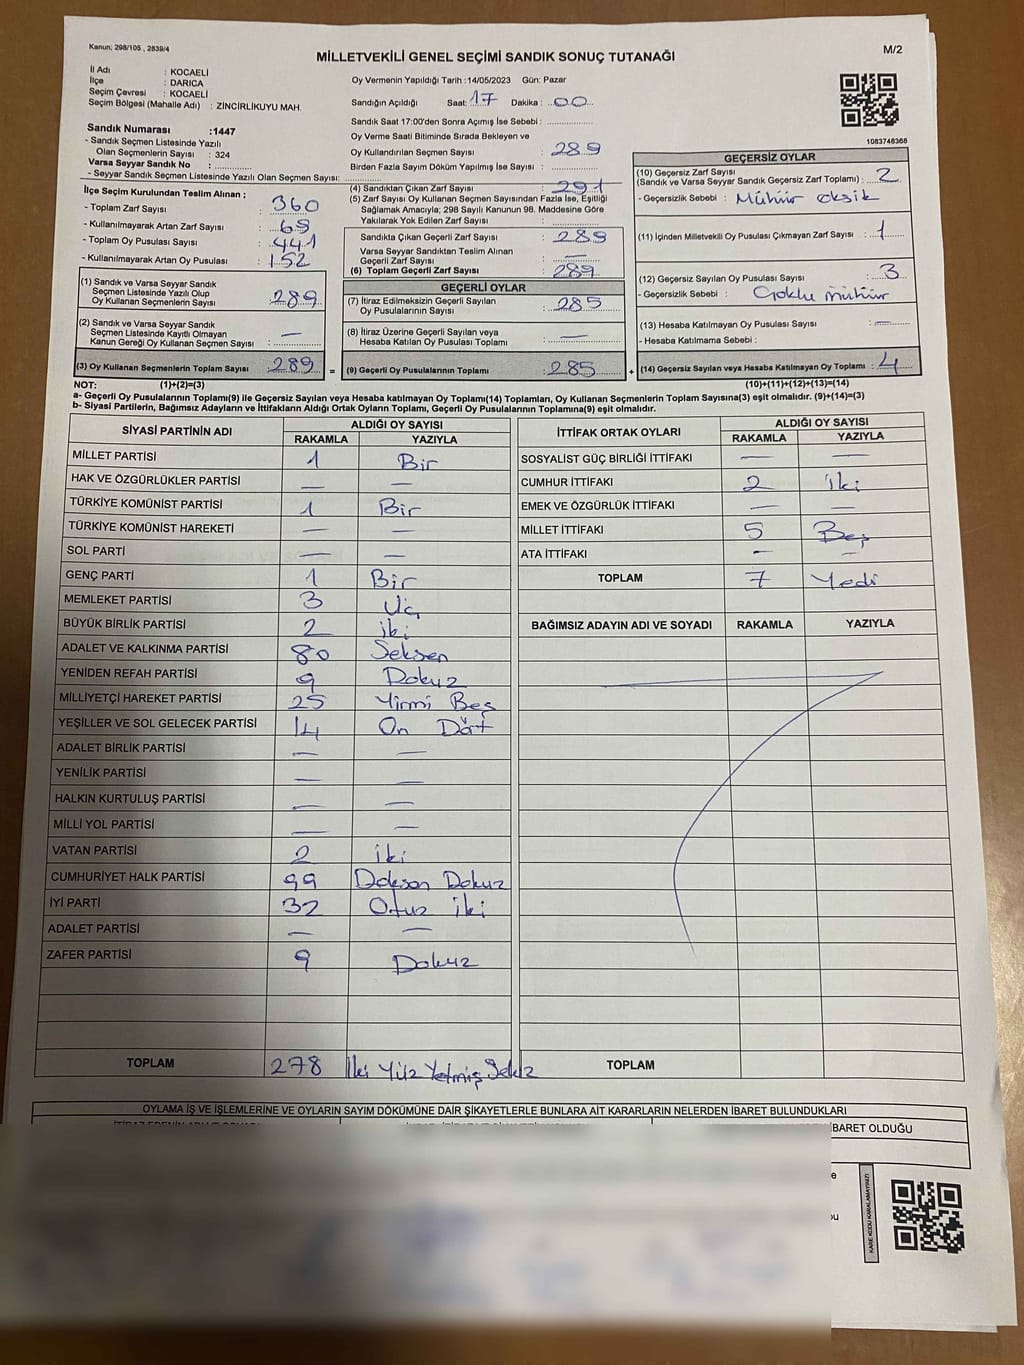 Kanun; 298/105 , 2839/4
M/2
MİLLETVEKİLİ GENEL SEÇİMİ SANDIK SONUÇ TUTANAĞI
İl Adı : KOCAELİ
İlçe : DARICA
Seçim Çevresi : KOCAELİ
Seçim Bölgesi (Mahalle Adı) : ZİNCİRLİKUYU MAH.
Oy Vermenin Yapıldığı Tarih :14/05/2023 Gün: Pazar
Sandığın Açıldığı Saat: 17 Dakika : 00
Sandık Saat 17:00'den Sonra Açımış İse Sebebi :
Oy Verme Saati Bitiminde Sırada Bekleyen ve
Oy Kullandırılan Seçmen Sayısı : 289
Birden Fazla Sayım Döküm Yapılmış İse Sayısı :
1083748368
Sandık Numarası :1447
- Sandık Seçmen Listesinde Yazılı
Olan Seçmenlerin Sayısı : 324
Varsa Seyyar Sandık No :
- Seyyar Sandık Seçmen Listesinde Yazılı Olan Seçmen Sayısı:
İlçe Seçim Kurulundan Teslim Alınan ;
- Toplam Zarf Sayısı : 360
- Kullanılmayarak Artan Zarf Sayısı : 69
- Toplam Oy Pusulası Sayısı : 441
- Kullanılmayarak Artan Oy Pusulası : 152
(1) Sandık ve Varsa Seyyar Sandık
Seçmen Listesinde Yazılı Olup
Oy Kullanan Seçmenlerin Sayısı : 289
(2) Sandık ve Varsa Seyyar Sandık
Seçmen Listesinde Kayıtlı Olmayan
Kanun Gereği Oy Kullanan Seçmen Sayısı : —
(3) Oy Kullanan Seçmenlerin Toplam Sayısı : 289 =
(4) Sandıktan Çıkan Zarf Sayısı : 291
(5) Zarf Sayısı Oy Kullanan Seçmen Sayısından Fazla İse, Eşitliği
Sağlamak Amacıyla, 298 Sayılı Kanunun 98. Maddesine Göre
Yakılarak Yok Edilen Zarf Sayısı :
Sandıkta Çıkan Geçerli Zarf Sayısı : 289
Varsa Seyyar Sandıktan Teslim Alınan
Geçerli Zarf Sayısı : —
(6) Toplam Geçerli Zarf Sayısı : 289
GEÇERLİ OYLAR
(7) İtiraz Edilmeksizin Geçerli Sayılan
Oy Pusulalarının Sayısı : 285
(8) İtiraz Üzerine Geçerli Sayılan veya
Hesaba Katılan Oy Pusulası Toplamı : —
(9) Geçerli Oy Pusulalarının Toplamı : 285 +
GEÇERSİZ OYLAR
(10) Geçersiz Zarf Sayısı
(Sandık ve Varsa Seyyar Sandık Geçersiz Zarf Toplamı) : 2
- Geçersizlik Sebebi : Mühür eksik
(11) İçinden Milletvekili Oy Pusulası Çıkmayan Zarf Sayısı : 1
(12) Geçersiz Sayılan Oy Pusulası Sayısı : 3
- Geçersizlik Sebebi : Çoklu mühür
(13) Hesaba Katılmayan Oy Pusulası Sayısı : —
- Hesaba Katılmama Sebebi :
(14) Geçersiz Sayılan veya Hesaba Katılmayan Oy Toplamı : 4
NOT: (1)+(2)=(3) (10)+(11)+(12)+(13)=(14)
a- Geçerli Oy Pusulalarının Toplamı(9) ile Geçersiz Sayılan veya Hesaba katılmayan Oy Toplamı(14) Toplamları, Oy Kullanan Seçmenlerin Toplam Sayısına(3) eşit olmalıdır. (9)+(14)=(3)
b- Siyasi Partilerin, Bağımsız Adayların ve İttifakların Aldığı Ortak Oyların Toplamı, Geçerli Oy Pusulalarının Toplamına(9) eşit olmalıdır.
SİYASİ PARTİNİN ADI ALDIĞI OY SAYISI
RAKAMLA YAZIYLA
MİLLET PARTİSİ 1 Bir
HAK VE ÖZGÜRLÜKLER PARTİSİ — —
TÜRKİYE KOMÜNİST PARTİSİ 1 Bir
TÜRKİYE KOMÜNİST HAREKETİ — —
SOL PARTİ — —
GENÇ PARTİ 1 Bir
MEMLEKET PARTİSİ 3 Üç
BÜYÜK BİRLİK PARTİSİ 2 iki
ADALET VE KALKINMA PARTİSİ 80 Seksen
YENİDEN REFAH PARTİSİ 9 Dokuz
MİLLİYETÇİ HAREKET PARTİSİ 25 Yirmi Beş
YEŞİLLER VE SOL GELECEK PARTİSİ 14 On Dört
ADALET BİRLİK PARTİSİ — —
YENİLİK PARTİSİ — —
HALKIN KURTULUŞ PARTİSİ — —
MİLLİ YOL PARTİSİ — —
VATAN PARTİSİ 2 iki
CUMHURİYET HALK PARTİSİ 99 Doksan Dokuz
İYİ PARTİ 32 Otuz iki
ADALET PARTİSİ — —
ZAFER PARTİSİ 9 Dokuz
TOPLAM 278 İki Yüz Yetmiş Sekiz
İTTİFAK ORTAK OYLARI ALDIĞI OY SAYISI
RAKAMLA YAZIYLA
SOSYALİST GÜÇ BİRLİĞİ İTTİFAKI — —
CUMHUR İTTİFAKI 2 iki
EMEK VE ÖZGÜRLÜK İTTİFAKI — —
MİLLET İTTİFAKI 5 Beş
ATA İTTİFAKI — —
TOPLAM 7 Yedi
BAĞIMSIZ ADAYIN ADI VE SOYADI RAKAMLA YAZIYLA
TOPLAM
OYLAMA İŞ VE İŞLEMLERİNE VE OYLARIN SAYIM DÖKÜMÜNE DAİR ŞİKAYETLERLE BUNLARA AİT KARARLARIN NELERDEN İBARET BULUNDUKLARI
İBARET OLDUĞU
KARE KODU KARALAMAYINIZ!